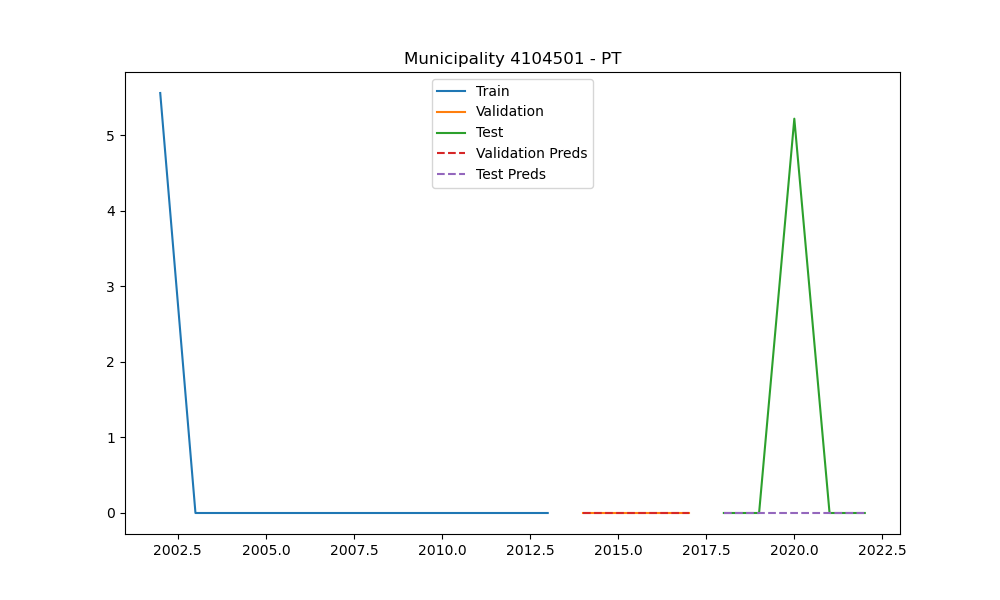 Municipality 4104501 - PT
Train
Validation
Test
Validation Preds
Test Preds
5
4
3
2
1
0
2002.5 2005.0 2007.5 2010.0 2012.5 2015.0 2017.5 2020.0 2022.5